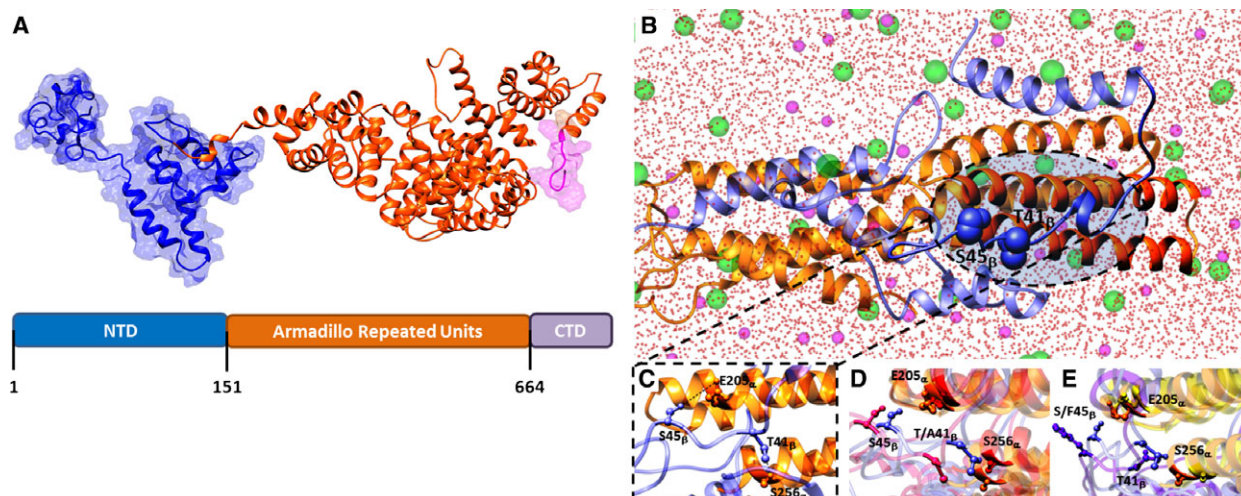 A
NTD
Armadillo Repeated Units
CTD
1
151
664
B
T41β
S45β
C
E205α
S45β
T41β
S256α
D
E205α
S45β
T/A41β
S256α
E
S/F45β
E205α
T41β
S256α